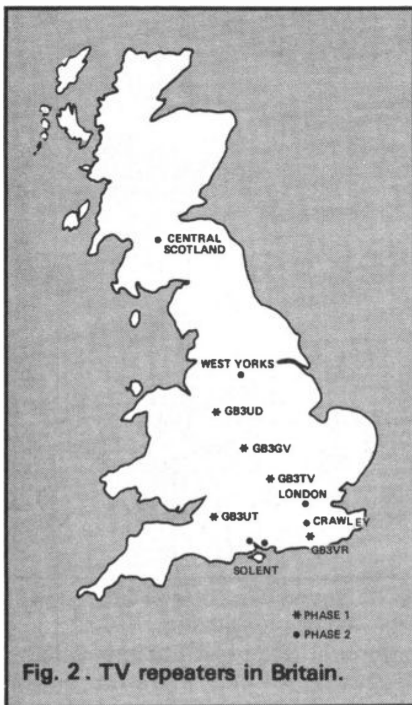 CENTRAL
SCOTLAND
WEST YORKS
GB3UD
GB3GV
GB3TV
LONDON
GB3UT
CRAWLEY
GB3VR
SOLENT
PHASE 1
PHASE 2
Fig. 2. TV repeaters in Britain.